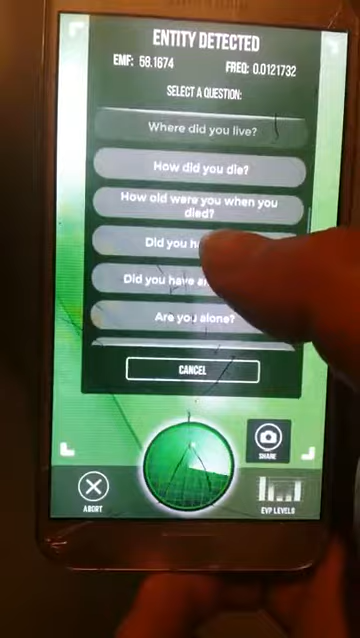 ENTITY DETECTED
EMF: 58.1674 FREQ: 0.0121732
SELECT A QUESTION:
Where did you live?
How did you die?
How old were you when you
died?
Did you
Did you have
Are you alone?
CANCEL
SHARE
ABORT
EVP LEVELS